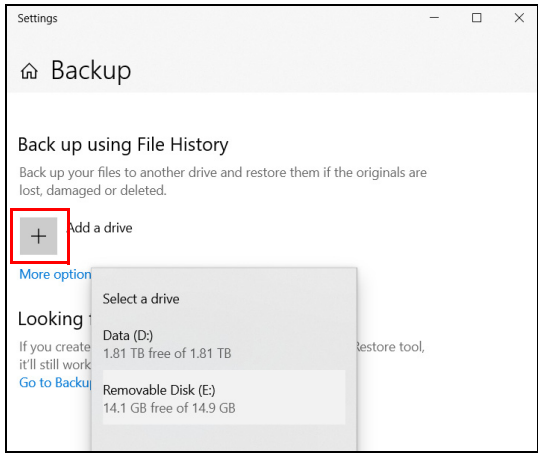 Settings
Backup
Back up using File History
Back up your files to another drive and restore them if the originals are
lost, damaged or deleted.
Add a drive
More option
Select a drive
Looking
Data (D:)
If you create
1.81 TB free of 1.81 TB
Restore tool,
it'll still work
Go to Backu
Removable Disk (E:)
14.1 GB free of 14.9 GB